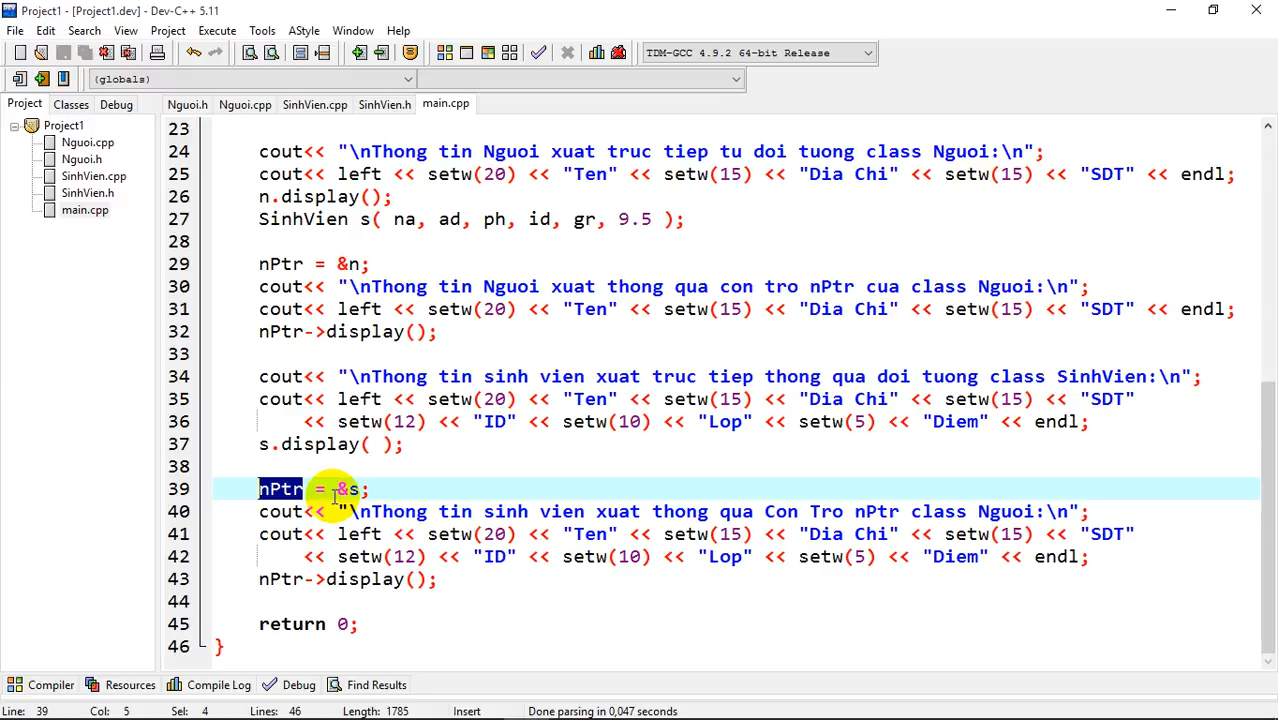 Project1 - [Project1.dev] - Dev-C++ 5.11
File Edit Search View Project Execute Tools AStyle Window Help
TDM-GCC 4.9.2 64-bit Release
(globals)
Project Classes Debug
Nguoi.h Nguoi.cpp SinhVien.cpp SinhVien.h main.cpp
Project1
Nguoi.cpp
Nguoi.h
SinhVien.cpp
SinhVien.h
main.cpp
23
24 cout<< "\nThong tin Nguoi xuat truc tiep tu doi tuong class Nguoi:\n";
25 cout<< left << setw(20) << "Ten" << setw(15) << "Dia Chi" << setw(15) << "SDT" << endl;
26 n.display();
27 SinhVien s( na, ad, ph, id, gr, 9.5 );
28
29 nPtr = &n;
30 cout<< "\nThong tin Nguoi xuat thong qua con tro nPtr cua class Nguoi:\n";
31 cout<< left << setw(20) << "Ten" << setw(15) << "Dia Chi" << setw(15) << "SDT" << endl;
32 nPtr->display();
33
34 cout<< "\nThong tin sinh vien xuat truc tiep thong qua doi tuong class SinhVien:\n";
35 cout<< left << setw(20) << "Ten" << setw(15) << "Dia Chi" << setw(15) << "SDT"
36 << setw(12) << "ID" << setw(10) << "Lop" << setw(5) << "Diem" << endl;
37 s.display( );
38
39 nPtr = &s;
40 cout<< "\nThong tin sinh vien xuat thong qua Con Tro nPtr class Nguoi:\n";
41 cout<< left << setw(20) << "Ten" << setw(15) << "Dia Chi" << setw(15) << "SDT"
42 << setw(12) << "ID" << setw(10) << "Lop" << setw(5) << "Diem" << endl;
43 nPtr->display();
44
45 return 0;
46 }
Compiler Resources Compile Log Debug Find Results
Line: 39 Col: 5 Sel: 4 Lines: 46 Length: 1785 Insert Done parsing in 0,047 seconds